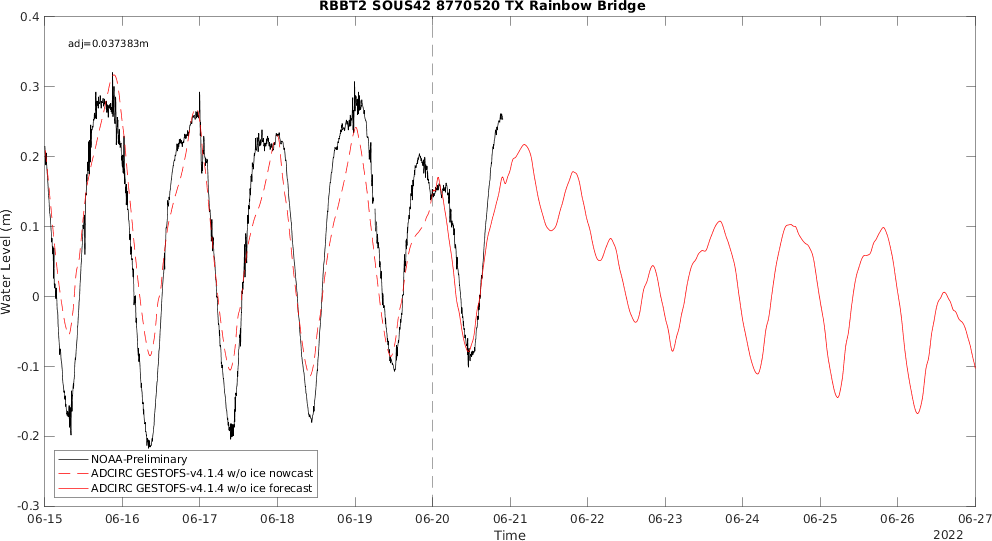 RBBT2 SOUS42 8770520 TX Rainbow Bridge
adj=0.037383m
0.4
0.3
0.2
0.1
0
-0.1
-0.2
-0.3
Water Level (m)
NOAA-Preliminary
ADCIRC GESTOFS-v4.1.4 w/o ice nowcast
ADCIRC GESTOFS-v4.1.4 w/o ice forecast
06-15 06-16 06-17 06-18 06-19 06-20 06-21 06-22 06-23 06-24 06-25 06-26 06-27
Time
2022